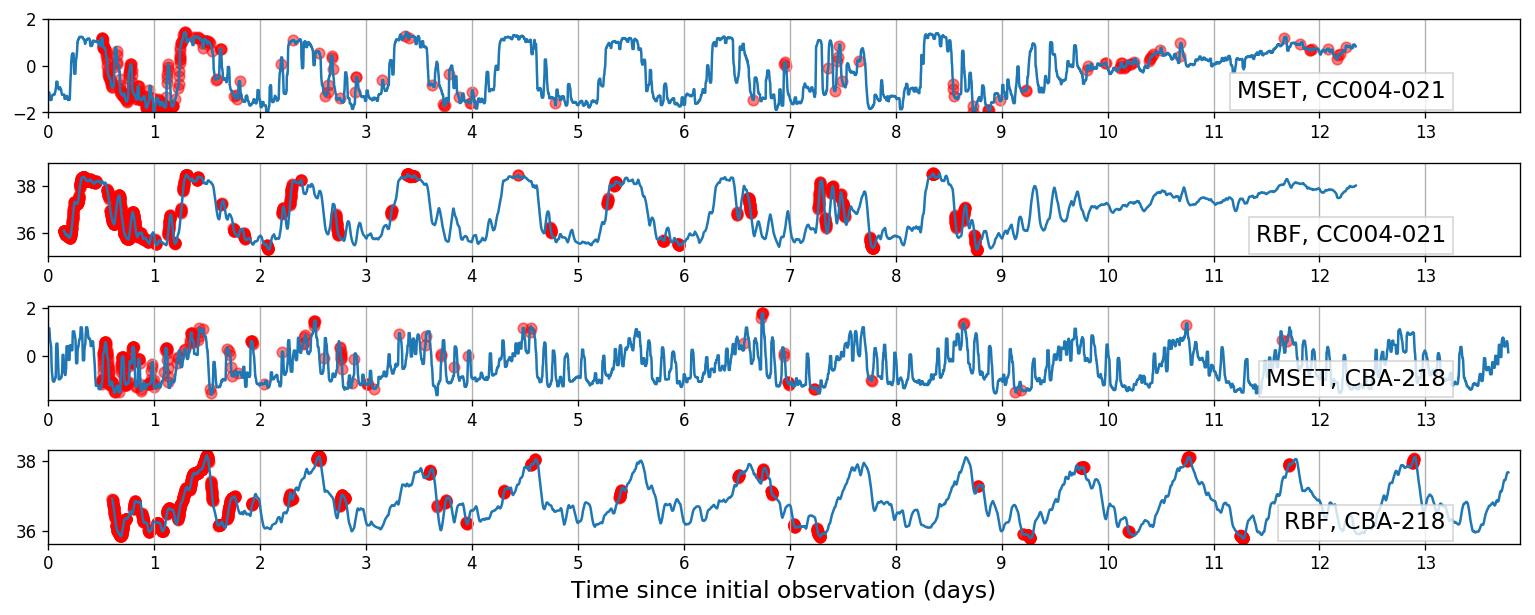 2
0
−2
0 1 2 3 4 5 6 7 8 9 10 11 12 13
MSET, CC004-021
38
36
0 1 2 3 4 5 6 7 8 9 10 11 12 13
RBF, CC004-021
2
0
0 1 2 3 4 5 6 7 8 9 10 11 12 13
MSET, CBA-218
38
36
0 1 2 3 4 5 6 7 8 9 10 11 12 13
RBF, CBA-218
Time since initial observation (days)